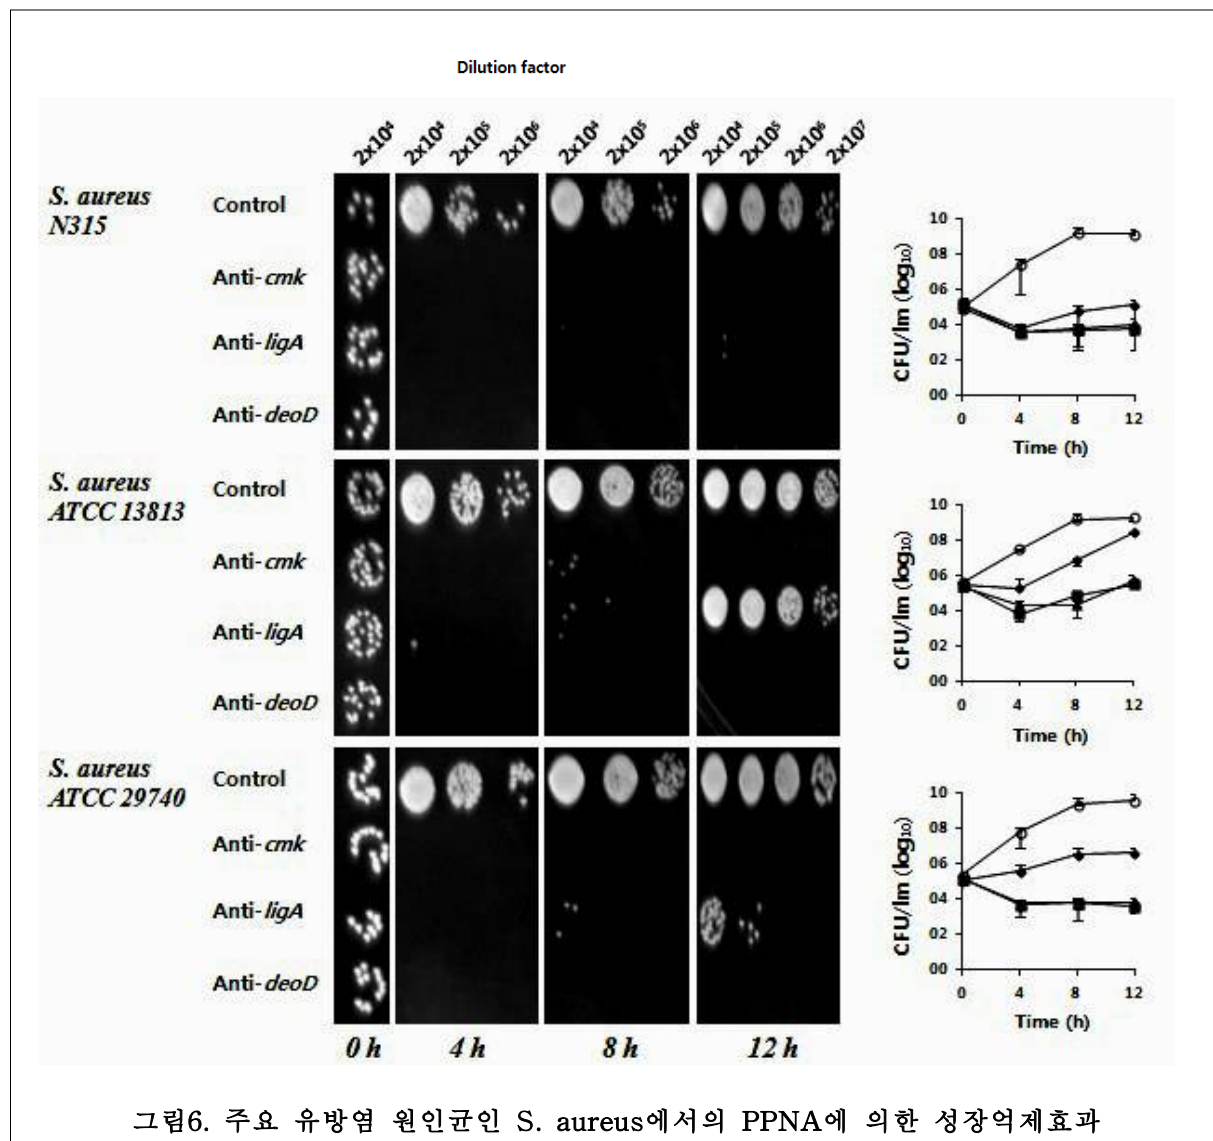 Dilution factor
2x10⁴ 2x10⁴ 2x10⁵ 2x10⁶ 2x10⁴ 2x10⁵ 2x10⁶ 2x10⁴ 2x10⁵ 2x10⁶ 2x10⁷
S. aureus
N315
Control
Anti-cmk
Anti-ligA
Anti-deoD
CFU/lm (log₁₀)
10
08
06
04
02
00
0 4 8 12
Time (h)
S. aureus
ATCC 13813
Control
Anti-cmk
Anti-ligA
Anti-deoD
CFU/lm (log₁₀)
10
08
06
04
02
00
0 4 8 12
Time (h)
S. aureus
ATCC 29740
Control
Anti-cmk
Anti-ligA
Anti-deoD
CFU/lm (log₁₀)
10
08
06
04
02
00
0 4 8 12
Time (h)
0 h 4 h 8 h 12 h
그림6. 주요 유방염 원인균인 S. aureus에서의 PPNA에 의한 성장억제효과